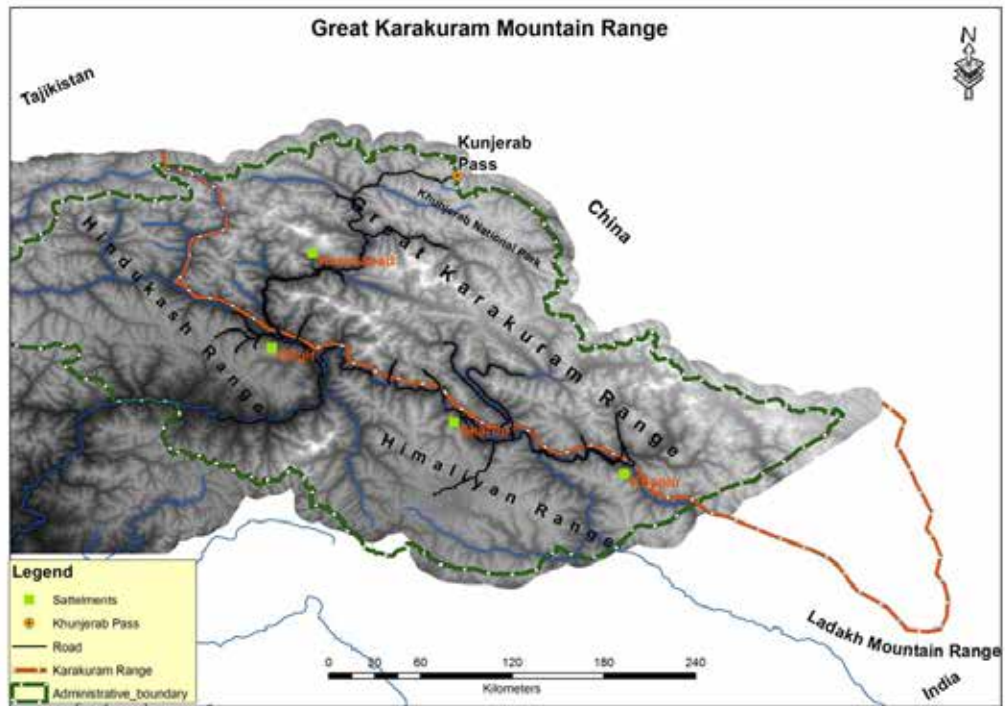 Great Karakuram Mountain Range
N
Tajikistan
Kunjerab
Pass
China
Khunjerab National Park
Great Karakuram Range
Hindukash Range
Himaliyan Range
Ladakh Mountain Range
India
Legend
Sattelments
Khunjerab Pass
Road
Karakuram Range
Administrative_boundary
0 30 60 120 180 240
Kilometers